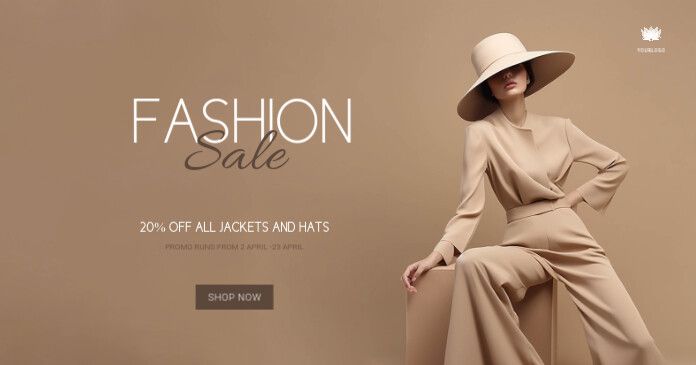 YOURLOGO
FASHION
Sale
20% OFF ALL JACKETS AND HATS
PROMO RUNS FROM 2 APRIL -23 APRIL
SHOP NOW